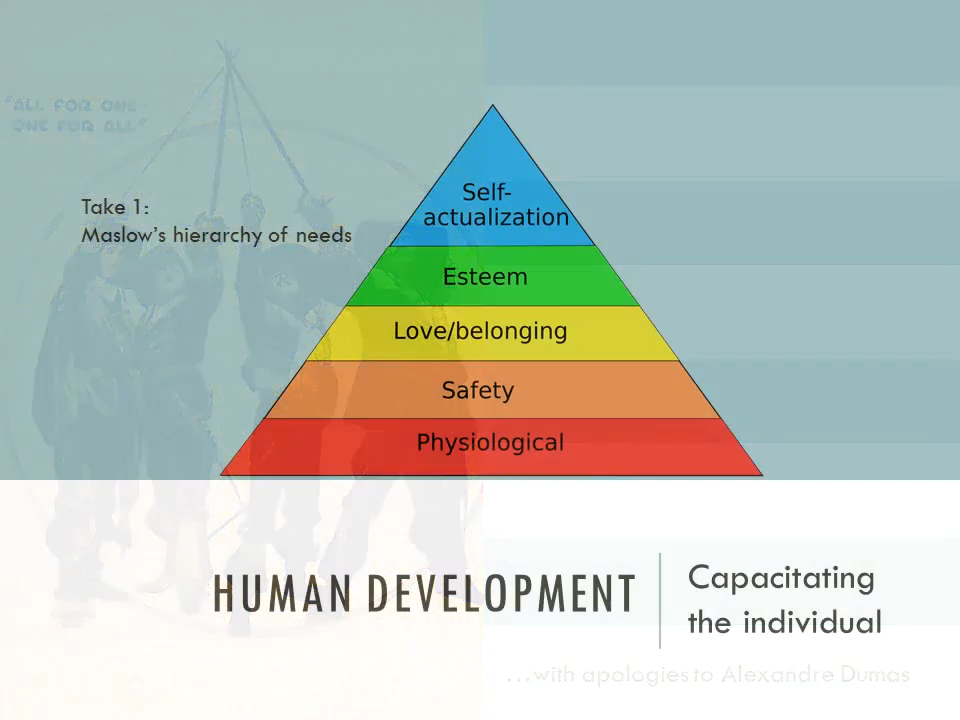 "ALL FOR ONE-
ONE FOR ALL"
Take 1:
Maslow's hierarchy of needs
Self-
actualization
Esteem
Love/belonging
Safety
Physiological
HUMAN DEVELOPMENT
Capacitating
the individual
...with apologies to Alexandre Dumas